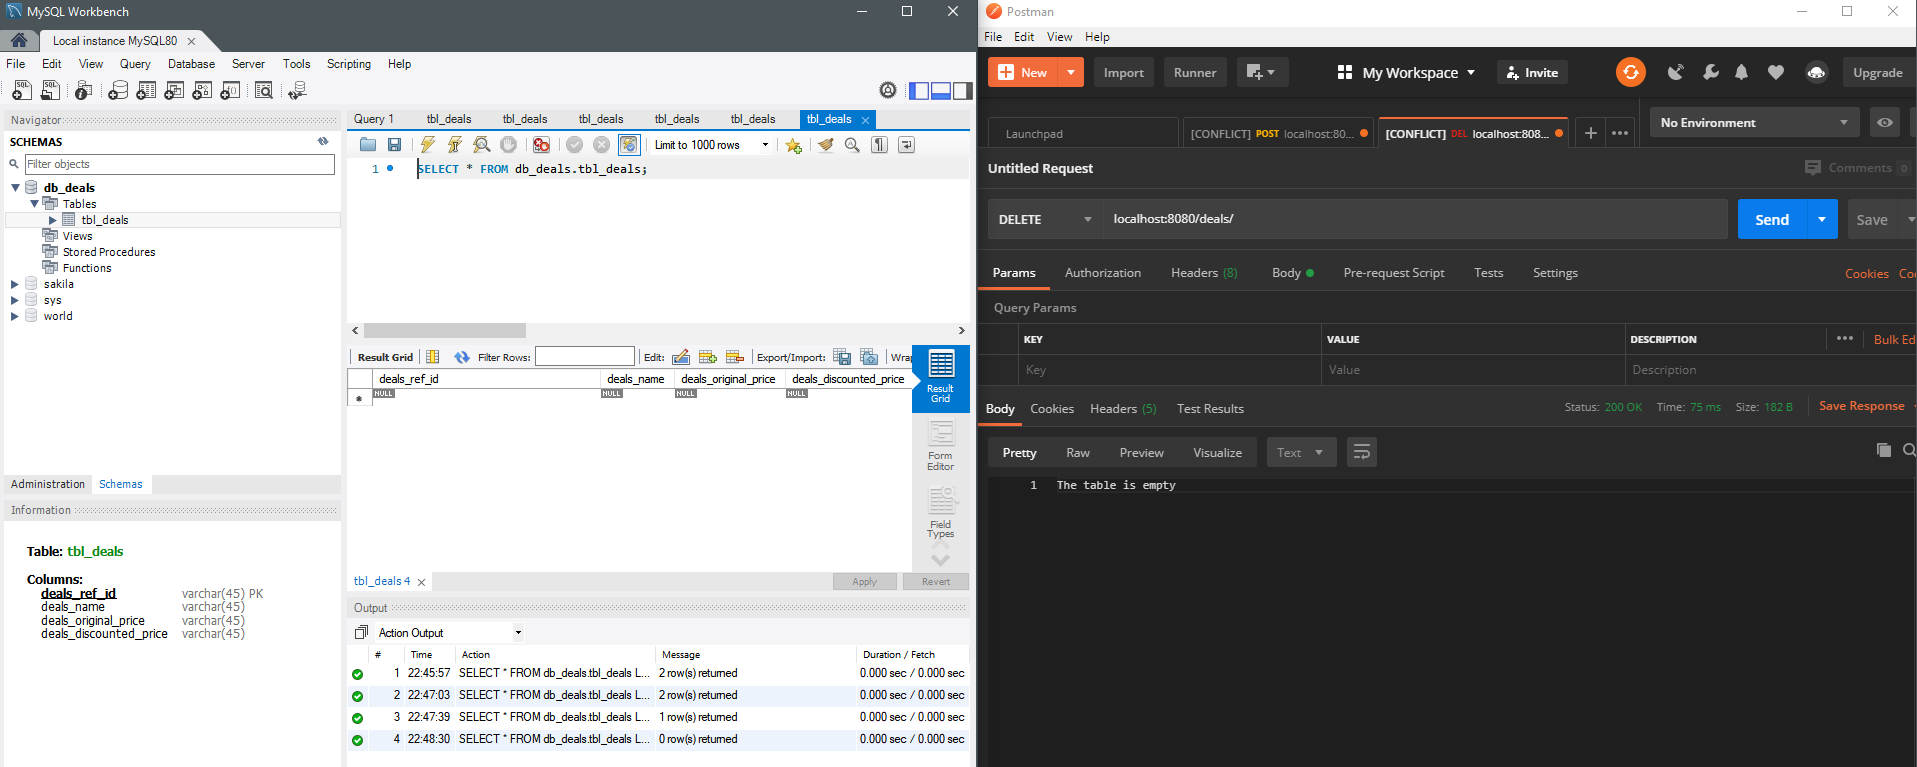 MySQL Workbench
Local instance MySQL80
File Edit View Query Database Server Tools Scripting Help
Navigator
SCHEMAS
Filter objects
db_deals
Tables
tbl_deals
Views
Stored Procedures
Functions
sakila
sys
world
Administration Schemas
Information
Table: tbl_deals
Columns:
deals_ref_id varchar(45) PK
deals_name varchar(45)
deals_original_price varchar(45)
deals_discounted_price varchar(45)
Query 1 tbl_deals tbl_deals tbl_deals tbl_deals tbl_deals tbl_deals
Limit to 1000 rows
1 SELECT * FROM db_deals.tbl_deals;
Result Grid Filter Rows: Edit: Export/Import: Wrap
deals_ref_id deals_name deals_original_price deals_discounted_price
NULL NULL NULL NULL
Result Grid
Form Editor
Field Types
tbl_deals 4 Apply Revert
Output
Action Output
# Time Action Message Duration / Fetch
1 22:45:57 SELECT * FROM db_deals.tbl_deals L... 2 row(s) returned 0.000 sec / 0.000 sec
2 22:47:03 SELECT * FROM db_deals.tbl_deals L... 2 row(s) returned 0.000 sec / 0.000 sec
3 22:47:39 SELECT * FROM db_deals.tbl_deals L... 1 row(s) returned 0.000 sec / 0.000 sec
4 22:48:30 SELECT * FROM db_deals.tbl_deals L... 0 row(s) returned 0.000 sec / 0.000 sec
Postman
File Edit View Help
New Import Runner My Workspace Invite Upgrade
Launchpad [CONFLICT] POST localhost:80... [CONFLICT] DEL localhost:808... No Environment
Untitled Request Comments 0
DELETE localhost:8080/deals/ Send Save
Params Authorization Headers (8) Body Pre-request Script Tests Settings Cookies Co
Query Params
KEY VALUE DESCRIPTION Bulk Ed
Key Value Description
Body Cookies Headers (5) Test Results Status: 200 OK Time: 75 ms Size: 182 B Save Response
Pretty Raw Preview Visualize Text
1 The table is empty